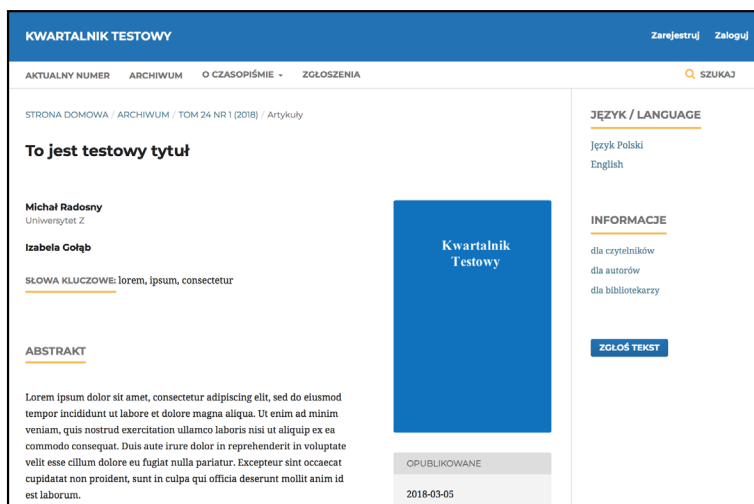 KWARTALNIK TESTOWY
Zarejestruj Zaloguj
AKTUALNY NUMER ARCHIWUM O CZASOPIŚMIE ZGŁOSZENIA
SZUKAJ
STRONA DOMOWA / ARCHIWUM / TOM 24 NR 1 (2018) / Artykuły
To jest testowy tytuł
Michał Radosny
Uniwersytet Z
Izabela Gołąb
SŁOWA KLUCZOWE: lorem, ipsum, consectetur
ABSTRAKT
Lorem ipsum dolor sit amet, consectetur adipiscing elit, sed do eiusmod
tempor incididunt ut labore et dolore magna aliqua. Ut enim ad minim
veniam, quis nostrud exercitation ullamco laboris nisi ut aliquip ex ea
commodo consequat. Duis aute irure dolor in reprehenderit in voluptate
velit esse cillum dolore eu fugiat nulla pariatur. Excepteur sint occaecat
cupidatat non proident, sunt in culpa qui officia deserunt mollit anim id
est laborum.
Kwartalnik
Testowy
OPUBLIKOWANE
2018-03-05
JĘZYK / LANGUAGE
Język Polski
English
INFORMACJE
dla czytelników
dla autorów
dla bibliotekarzy
ZGŁOŚ TEKST